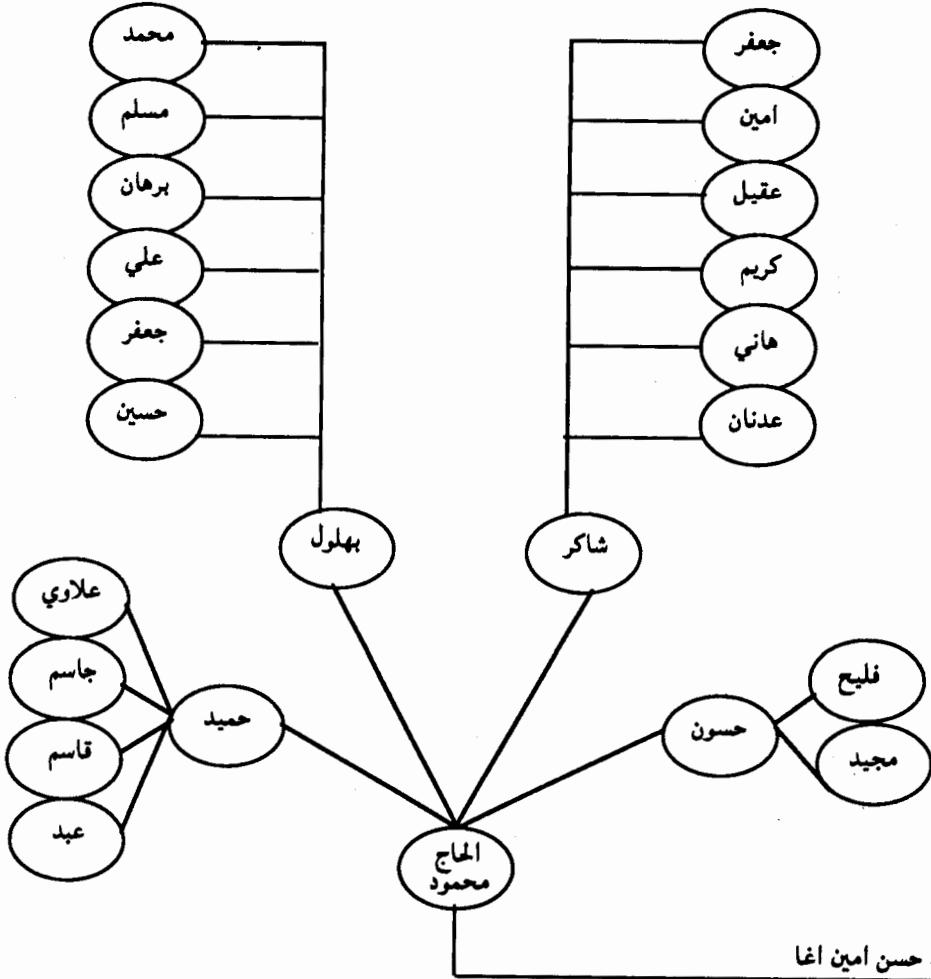 جعفر
امين
عقيل
كريم
هاني
عدنان
شاكر
محمد
مسلم
برهان
علي
جعفر
حسين
بهلول
فليح
مجيد
حسون
علاوي
جاسم
قاسم
عبد
حميد
الحاج
محمود
حسن امين اغا